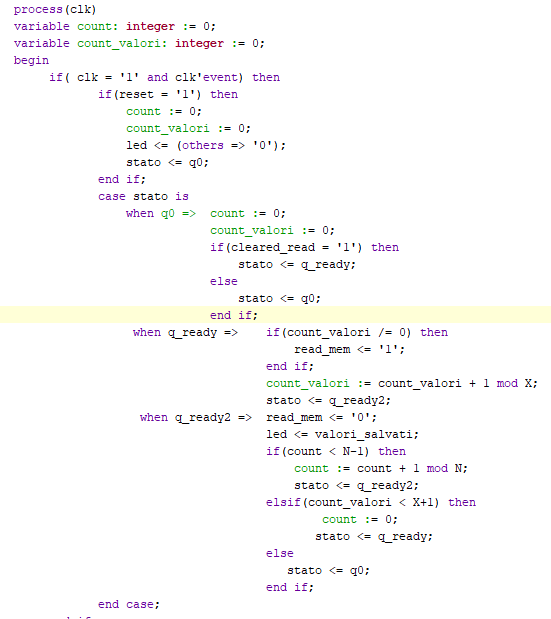 process(clk)
variable count: integer := 0;
variable count_valori: integer := 0;
begin
if( clk = '1' and clk'event) then
if(reset = '1') then
count := 0;
count_valori := 0;
led <= (others => '0');
stato <= q0;
end if;
case stato is
when q0 => count := 0;
count_valori := 0;
if(cleared_read = '1') then
stato <= q_ready;
else
stato <= q0;
end if;
when q_ready => if(count_valori /= 0) then
read_mem <= '1';
end if;
count_valori := count_valori + 1 mod X;
stato <= q_ready2;
when q_ready2 => read_mem <= '0';
led <= valori_salvati;
if(count < N-1) then
count := count + 1 mod N;
stato <= q_ready2;
elsif(count_valori < X+1) then
count := 0;
stato <= q_ready;
else
stato <= q0;
end if;
end case;